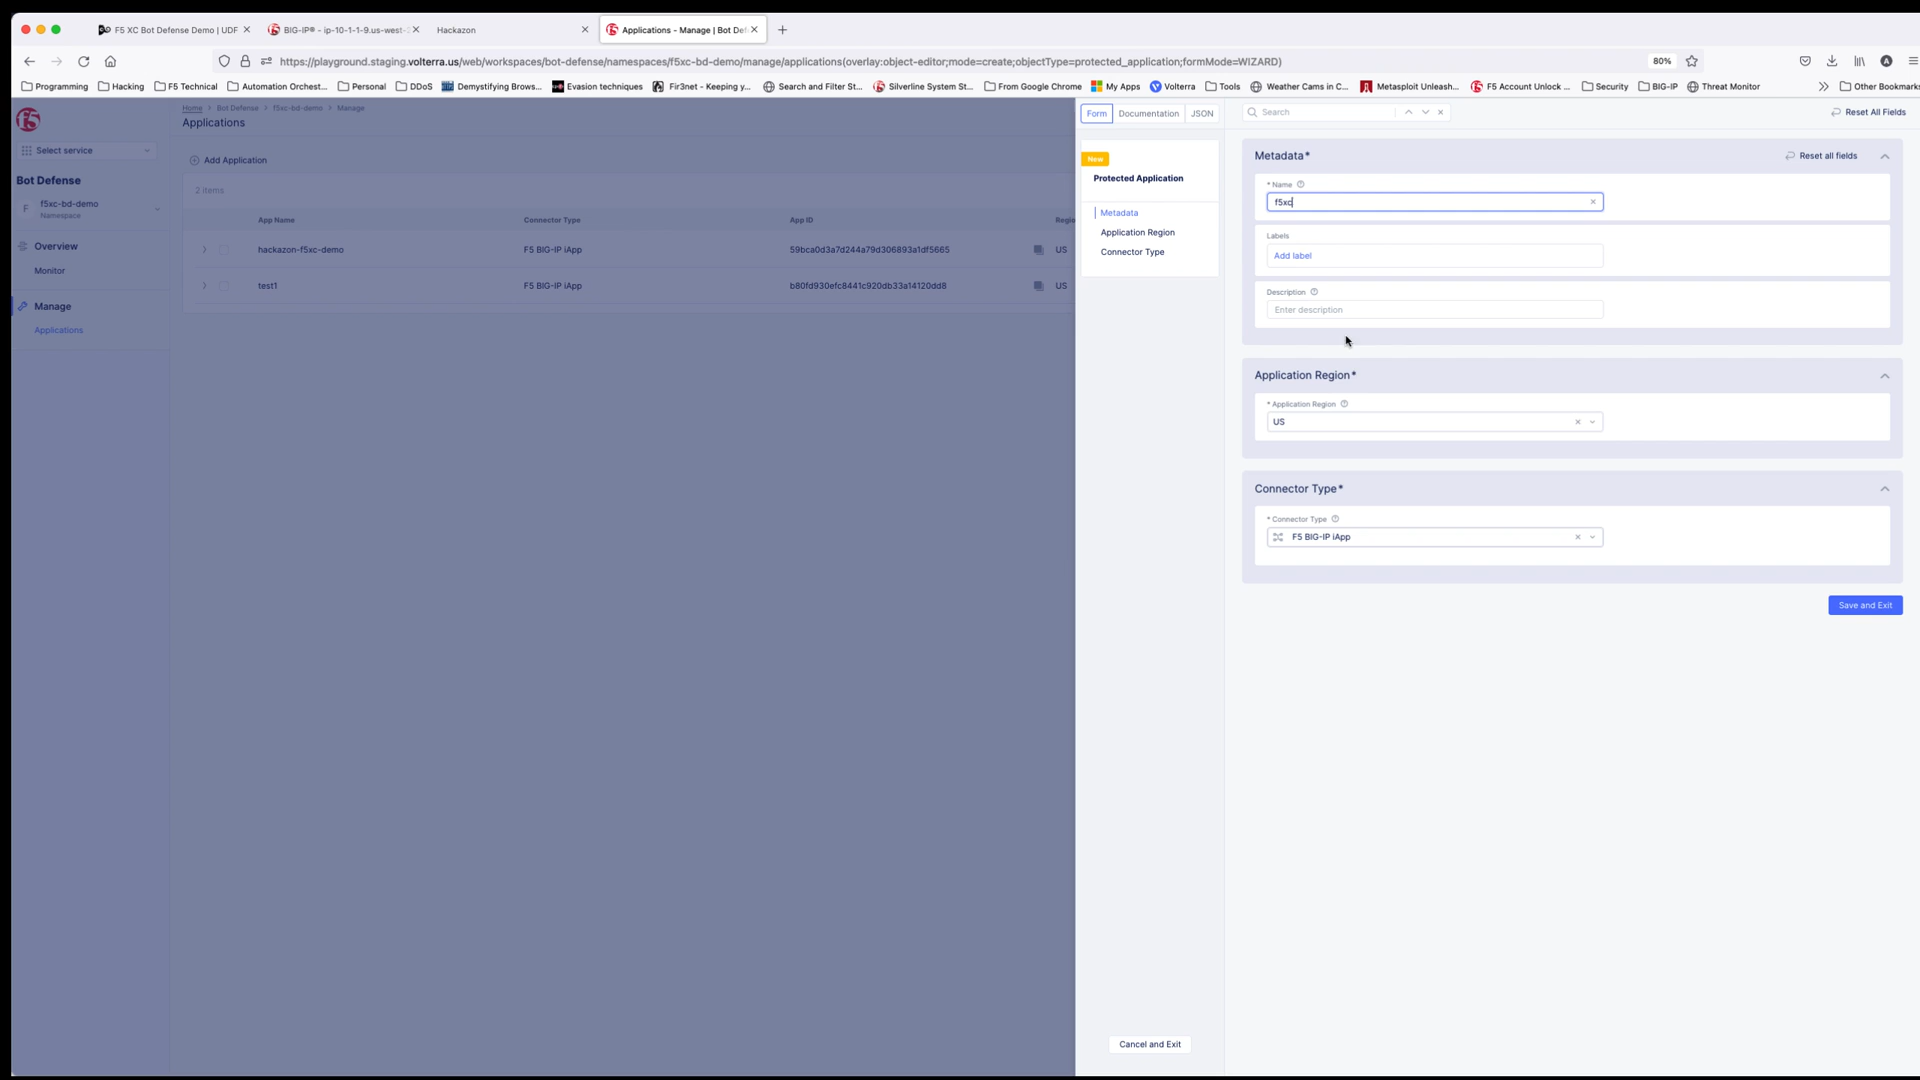 F5 XC Bot Defense Demo | UDF
BIG-IP® - ip-10-1-1-9.us-west-2
Hackazon
Applications - Manage | Bot De
https://playground.staging.volterra.us/web/workspaces/bot-defense/namespaces/f5xc-bd-demo/manage/applications(overlay:object-editor;mode=create;objectType=protected_application;formMode=WIZARD)
80%
Programming
Hacking
F5 Technical
Automation Orchest...
Personal
DDoS
Demystifying Brows...
Evasion techniques
Fir3net - Keeping y...
Search and Filter St...
Silverline System St...
From Google Chrome
My Apps
Volterra
Tools
Weather Cams in C...
Metasploit Unleash...
F5 Account Unlock ...
Security
BIG-IP
Threat Monitor
Other Bookmarks
Select service
Bot Defense
F
f5xc-bd-demo
Namespace
Overview
Monitor
Manage
Applications
Home > Bot Defense > f5xc-bd-demo > Manage
Applications
Add Application
2 items
App Name Connector Type App ID Regio
hackazon-f5xc-demo F5 BIG-IP iApp 59bca0d3a7d244a79d306893a1df5665 US
test1 F5 BIG-IP iApp b80fd930efc8441c920db33a14120dd8 US
Form Documentation JSON
New
Protected Application
Metadata
Application Region
Connector Type
Cancel and Exit
Search
Reset All Fields
Metadata*
Reset all fields
* Name
f5xc
Labels
Add label
Description
Enter description
Application Region*
* Application Region
US
Connector Type*
* Connector Type
F5 BIG-IP iApp
Save and Exit